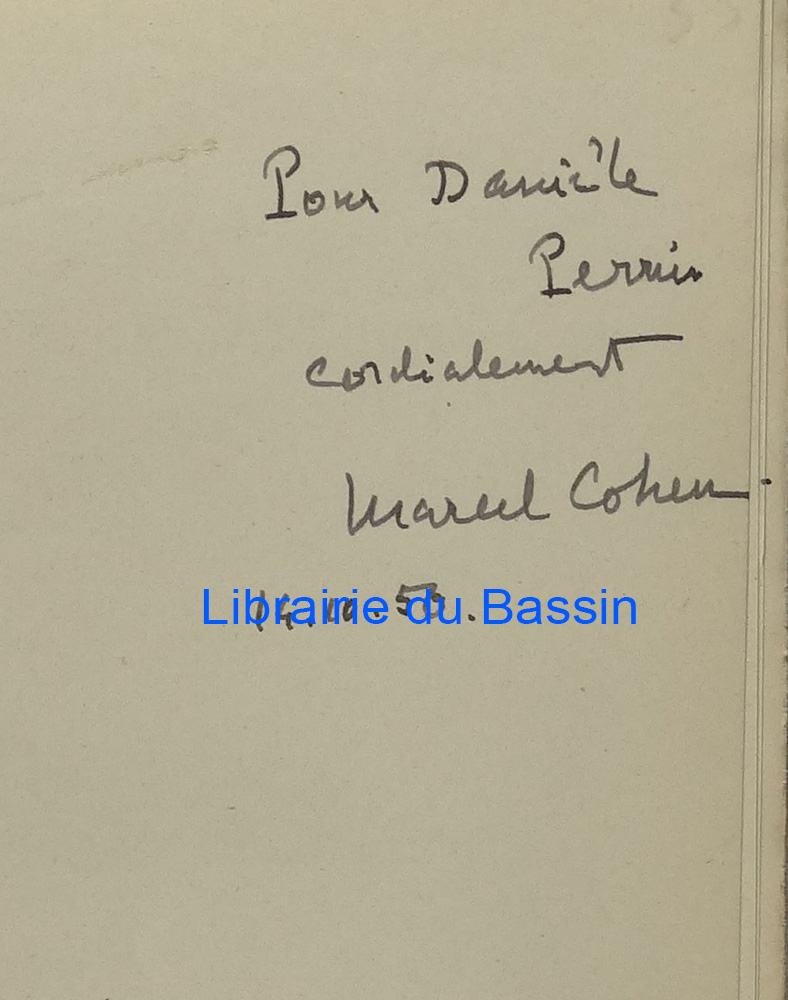 Pour Danièle
Perrin
cordialement
Marcel Cohen.
Librairie du Bassin